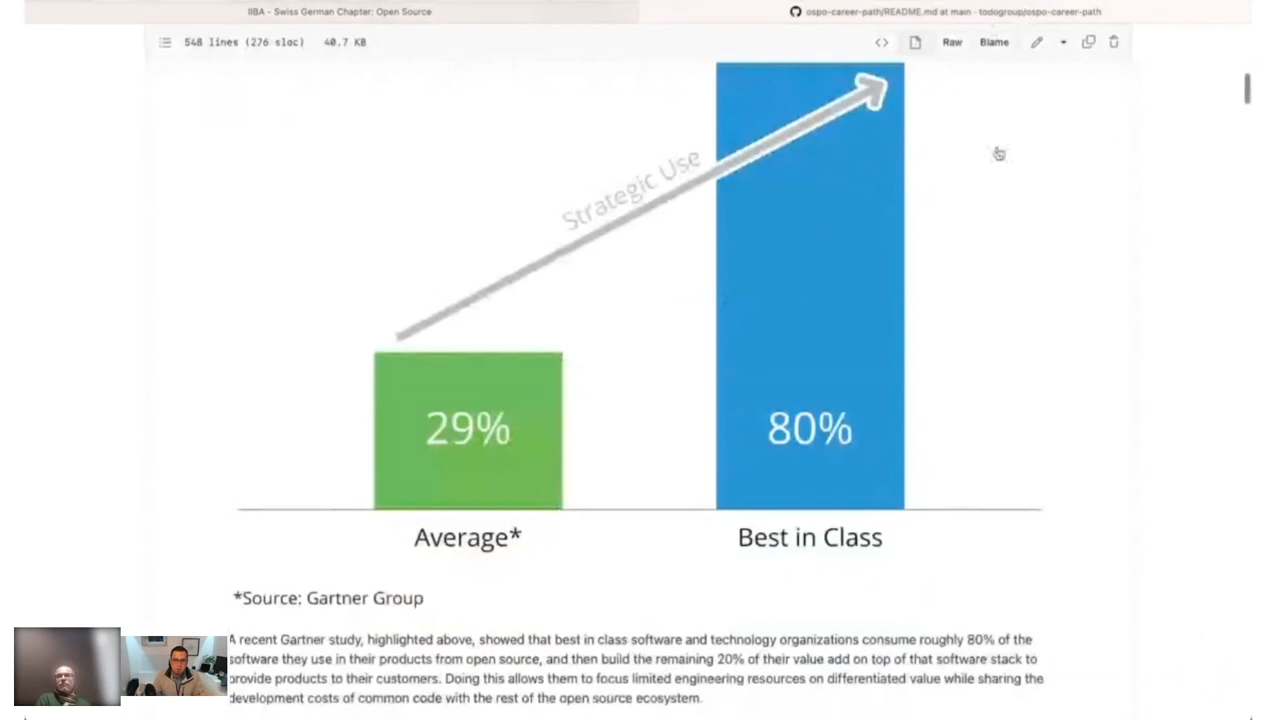 IIBA - Swiss German Chapter: Open Source
ospo-career-path/README.md at main · todogroup/ospo-career-path
548 lines (276 sloc) 40.7 KB
Raw Blame
Strategic Use
29%
80%
Average*
Best in Class
*Source: Gartner Group
A recent Gartner study, highlighted above, showed that best in class software and technology organizations consume roughly 80% of the
software they use in their products from open source, and then build the remaining 20% of their value add on top of that software stack to
provide products to their customers. Doing this allows them to focus limited engineering resources on differentiated value while sharing the
development costs of common code with the rest of the open source ecosystem.